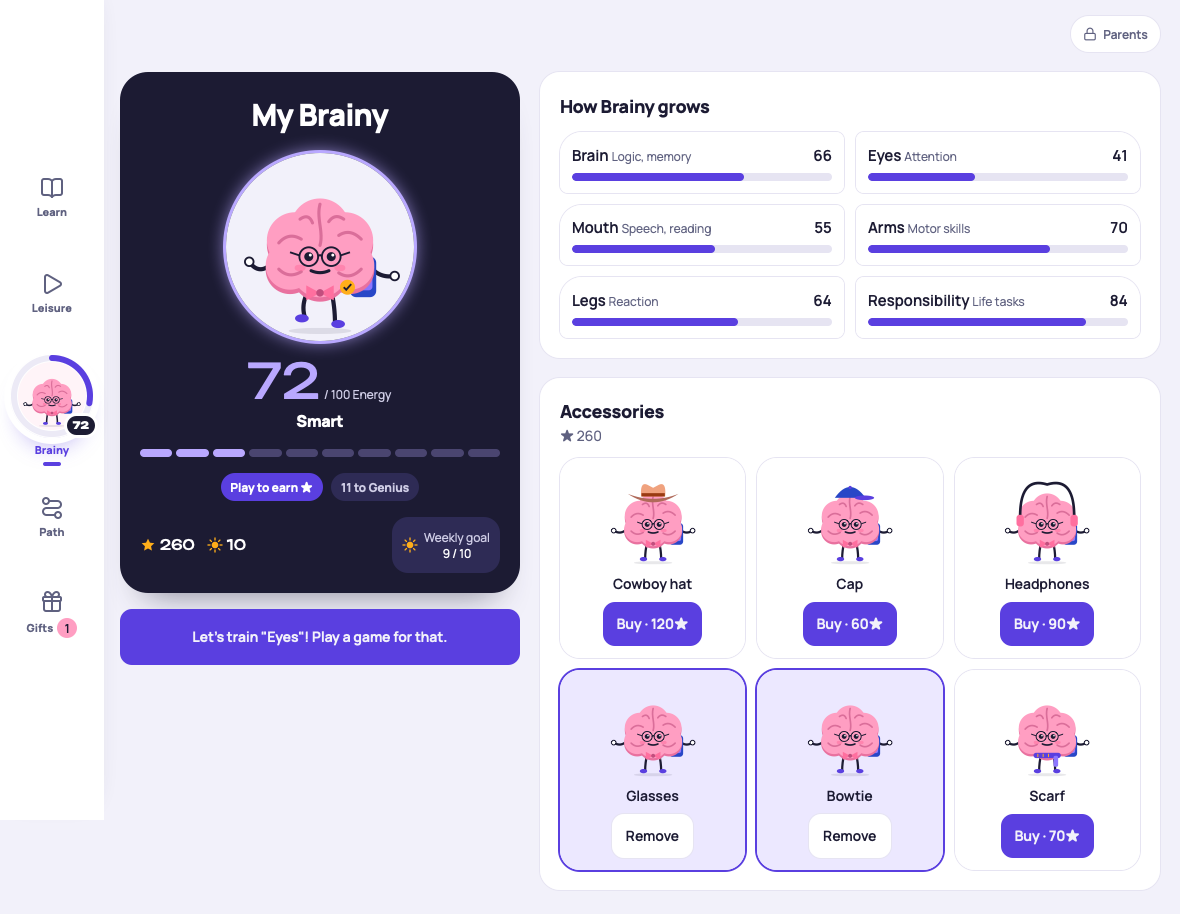 Parents
Learn
Leisure
72
Brainy
Path
Gifts 1
My Brainy
72 / 100 Energy
Smart
Play to earn
11 to Genius
260
10
Weekly goal
9 / 10
Let's train "Eyes"! Play a game for that.
How Brainy grows
Brain Logic, memory 66
Eyes Attention 41
Mouth Speech, reading 55
Arms Motor skills 70
Legs Reaction 64
Responsibility Life tasks 84
Accessories
260
Cowboy hat
Buy · 120
Cap
Buy · 60
Headphones
Buy · 90
Glasses
Remove
Bowtie
Remove
Scarf
Buy · 70